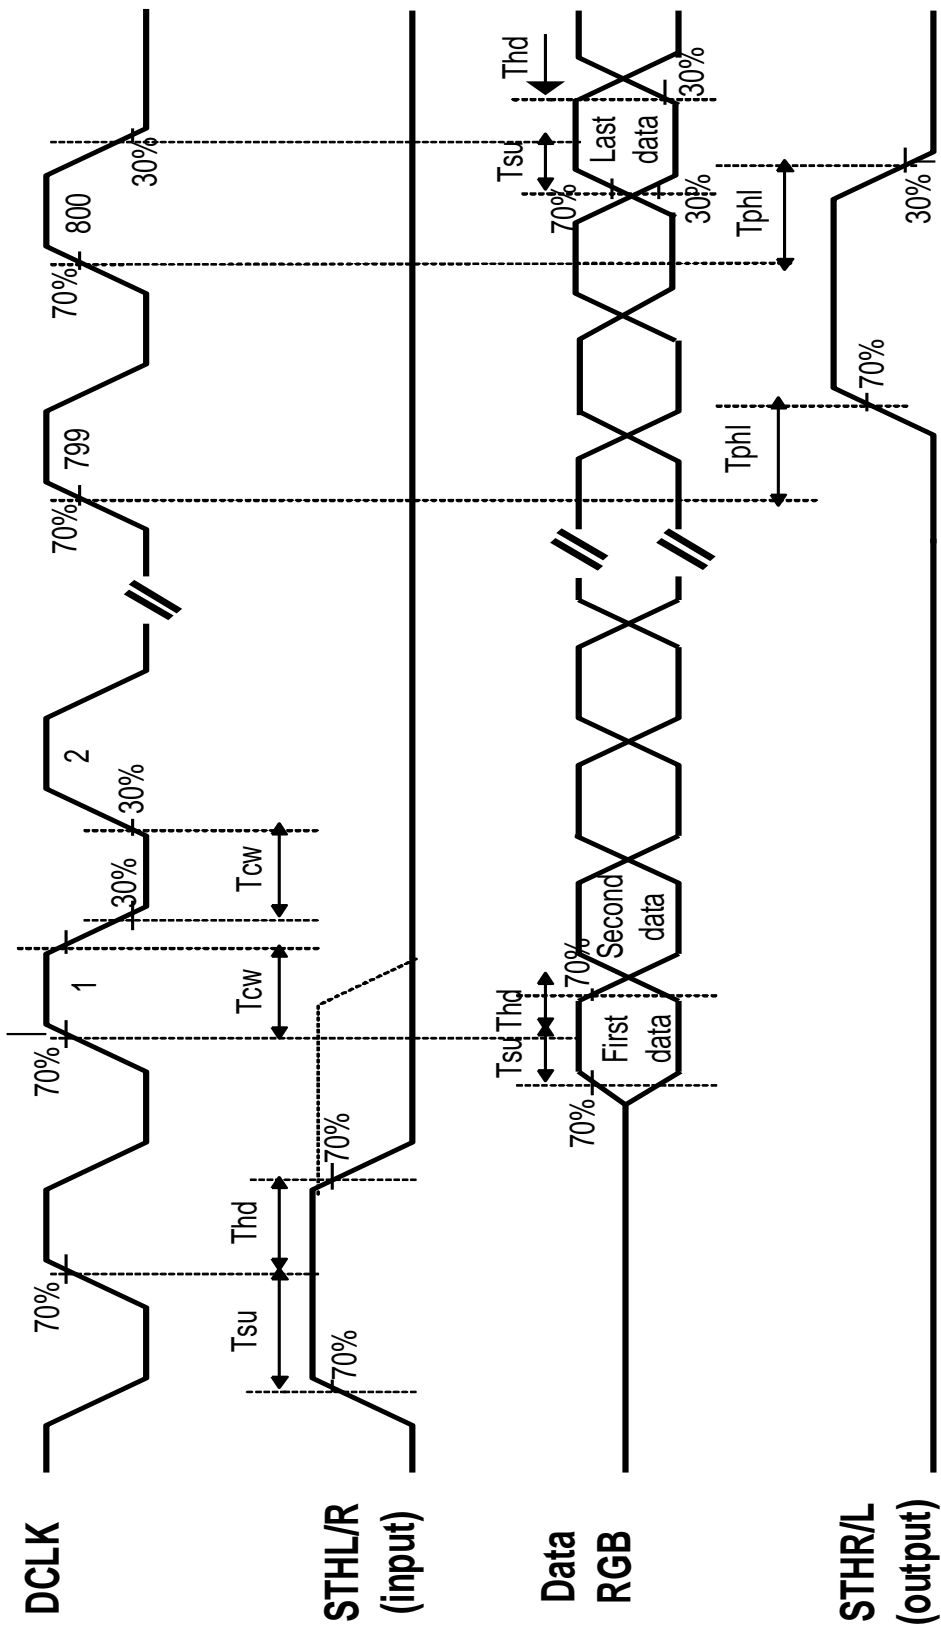 DCLK
70%
70%
1
30%
30%
2
70%
799
70%
800
30%
STHL/R
(input)
70%
Tsu
Thd
70%
Tcw
Tcw
Data
RGB
70%
Tsu
Thd
First
data
70%
Second
data
70%
30%
Tsu
Thd
Last
data
30%
STHR/L
(output)
Tphl
70%
Tphl
30%